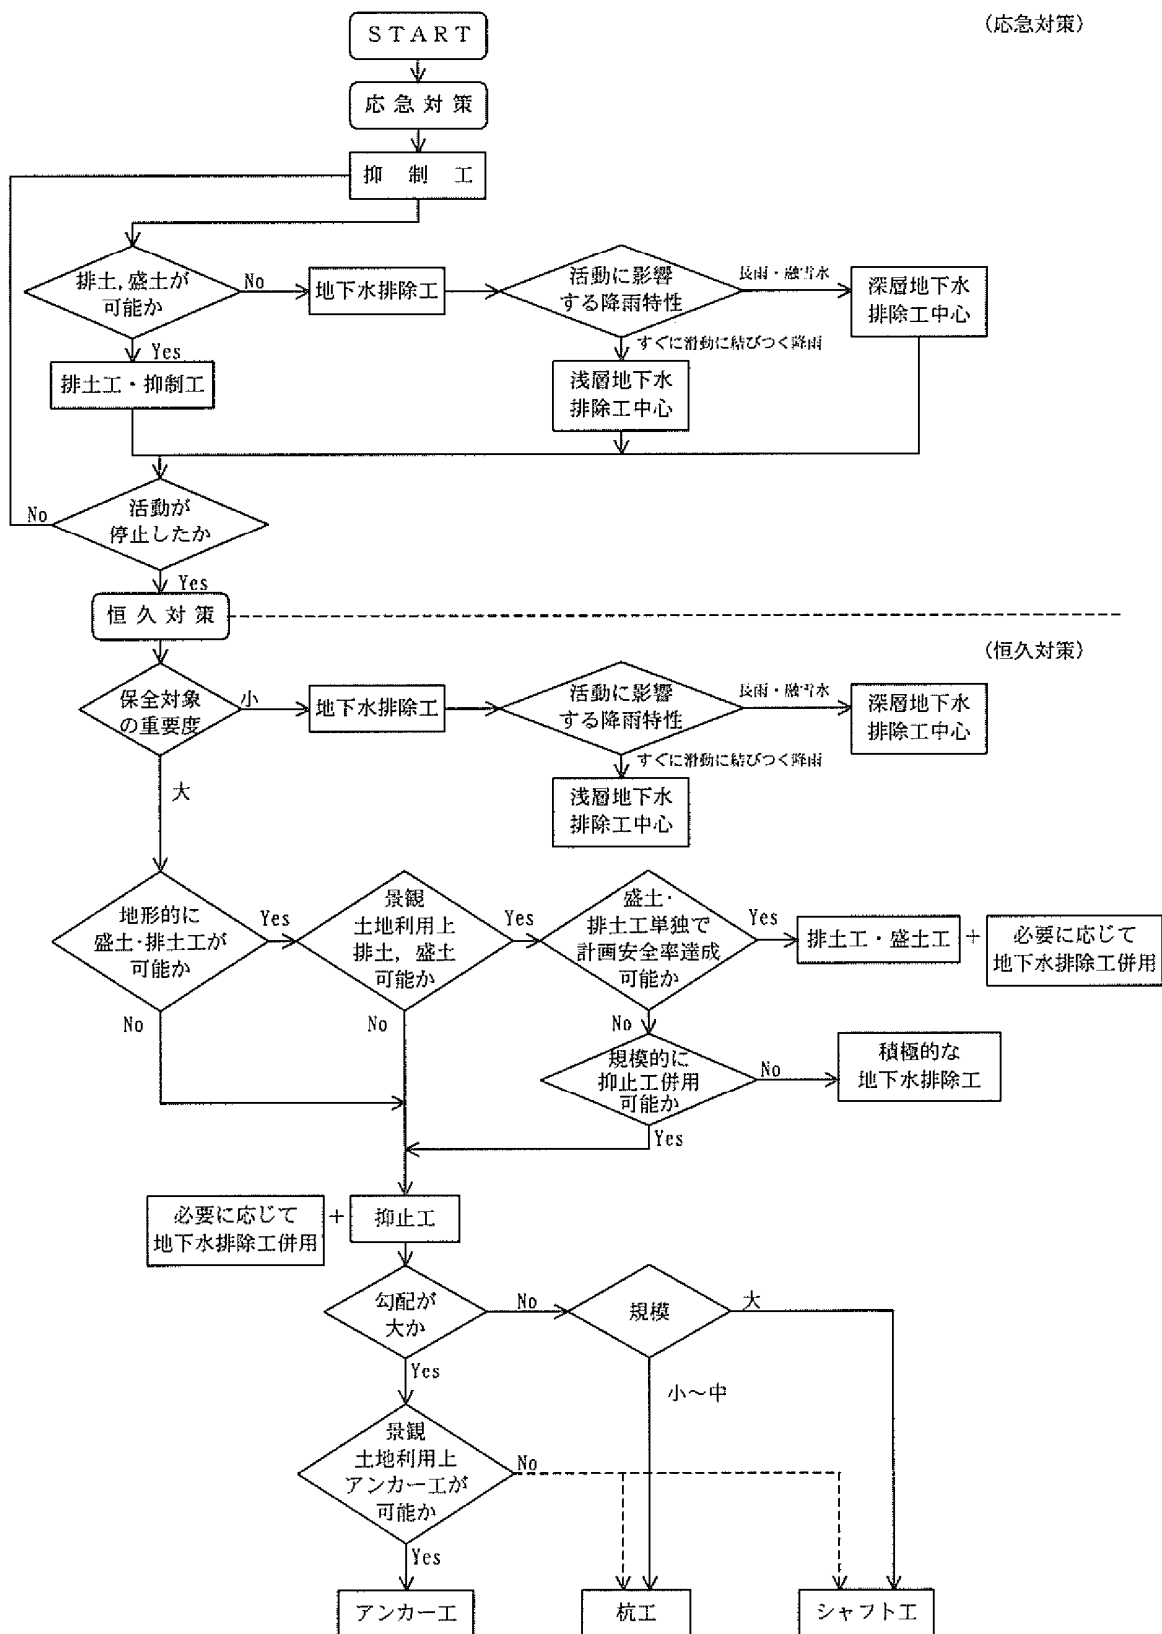 (応急対策)
START
応急対策
抑制工
排土,盛土が
可能か
No
地下水排除工
活動に影響
する降雨特性
長雨・融雪水
深層地下水
排除工中心
Yes
すぐに滑動に結びつく降雨
排土工・抑制工
浅層地下水
排除工中心
活動が
停止したか
No
Yes
恒久対策
(恒久対策)
保全対象
の重要度
小
地下水排除工
活動に影響
する降雨特性
長雨・融雪水
深層地下水
排除工中心
すぐに滑動に結びつく降雨
大
浅層地下水
排除工中心
地形的に
盛土・排土工が
可能か
Yes
景観
土地利用上
排土,盛土
可能か
Yes
盛土・
排土工単独で
計画安全率達成
可能か
Yes
排土工・盛土工
+
必要に応じて
地下水排除工併用
No
No
No
規模的に
抑止工併用
可能か
No
積極的な
地下水排除工
Yes
必要に応じて
地下水排除工併用
+
抑止工
勾配が
大か
No
規模
大
Yes
小~中
景観
土地利用上
アンカー工が
可能か
No
Yes
アンカー工
杭工
シャフト工